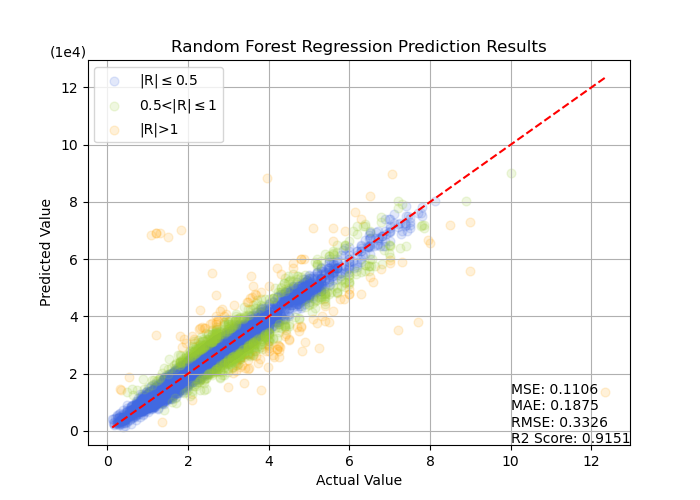 Random Forest Regression Prediction Results
(1e4)
|R| ≤ 0.5
0.5<|R| ≤ 1
|R|>1
12
10
8
6
4
2
0
Predicted Value
MSE: 0.1106
MAE: 0.1875
RMSE: 0.3326
R2 Score: 0.9151
0 2 4 6 8 10 12
Actual Value